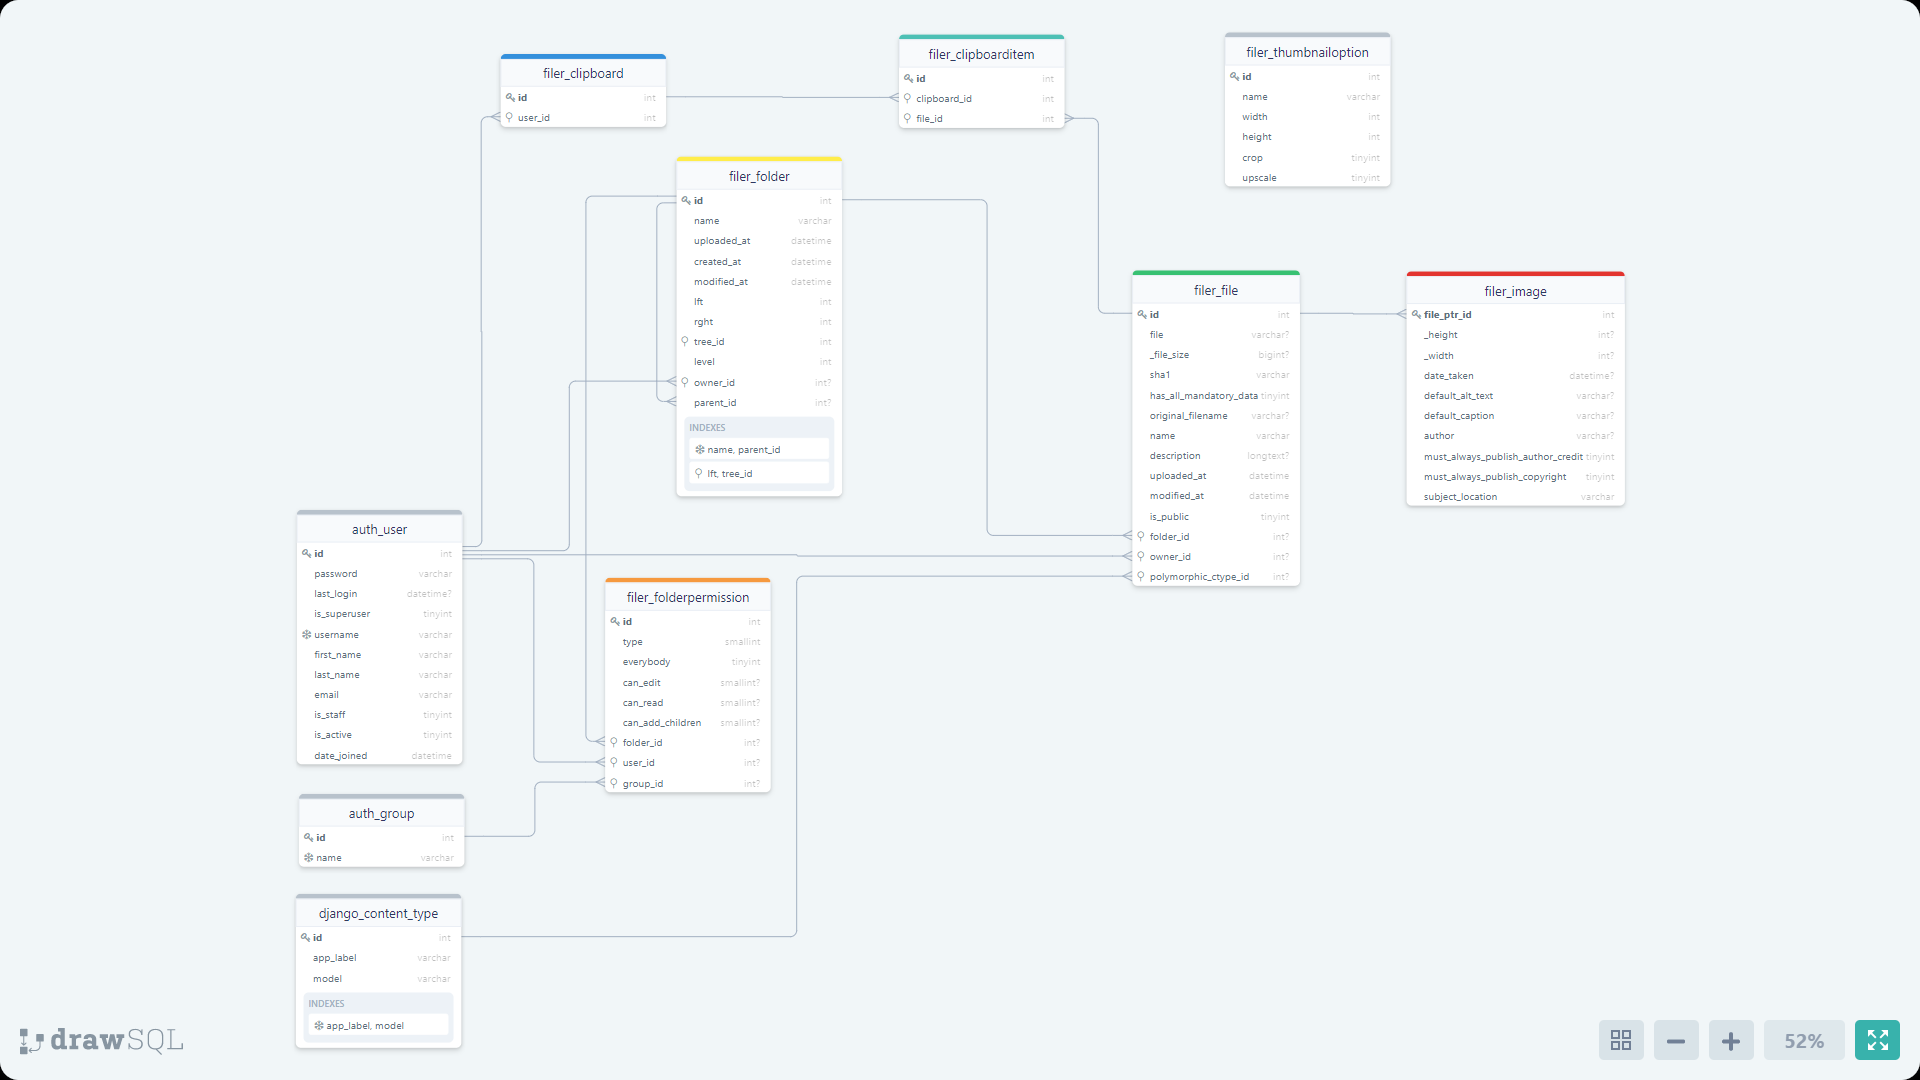 filer_clipboard
id int
user_id int
filer_clipboarditem
id int
clipboard_id int
file_id int
filer_thumbnailoption
id int
name varchar
width int
height int
crop tinyint
upscale tinyint
filer_folder
id int
name varchar
uploaded_at datetime
created_at datetime
modified_at datetime
lft int
rght int
tree_id int
level int
owner_id int?
parent_id int?
INDEXES
name, parent_id
lft, tree_id
filer_file
id int
file varchar?
_file_size bigint?
sha1 varchar
has_all_mandatory_data tinyint
original_filename varchar?
name varchar
description longtext?
uploaded_at datetime
modified_at datetime
is_public tinyint
folder_id int?
owner_id int?
polymorphic_ctype_id int?
filer_image
file_ptr_id int
_height int?
_width int?
date_taken datetime?
default_alt_text varchar?
default_caption varchar?
author varchar?
must_always_publish_author_credit tinyint
must_always_publish_copyright tinyint
subject_location varchar
auth_user
id int
password varchar
last_login datetime?
is_superuser tinyint
username varchar
first_name varchar
last_name varchar
email varchar
is_staff tinyint
is_active tinyint
date_joined datetime
filer_folderpermission
id int
type smallint
everybody tinyint
can_edit smallint?
can_read smallint?
can_add_children smallint?
folder_id int?
user_id int?
group_id int?
auth_group
id int
name varchar
django_content_type
id int
app_label varchar
model varchar
INDEXES
app_label, model
drawSQL
52%